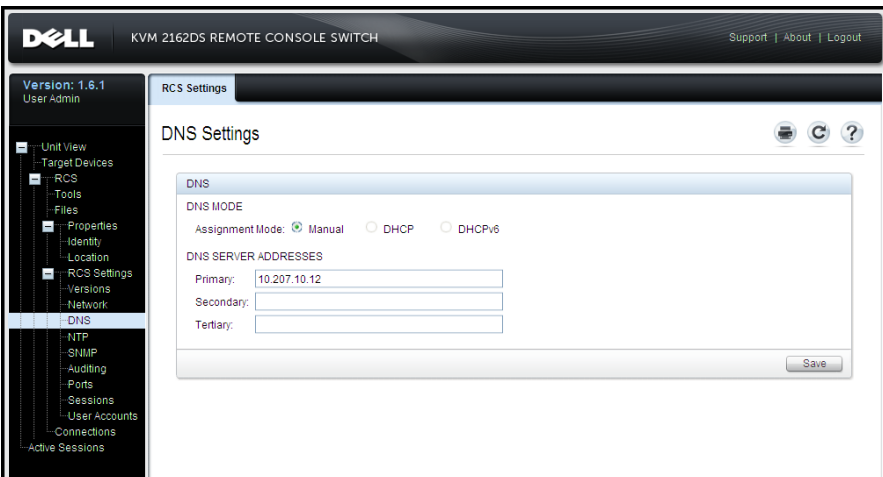 DELL KVM 2162DS REMOTE CONSOLE SWITCH Support | About | Logout
Version: 1.6.1
User Admin
RCS Settings
DNS Settings
?
Unit View
Target Devices
RCS
Tools
Files
Properties
Identity
Location
RCS Settings
Versions
Network
DNS
NTP
SNMP
Auditing
Ports
Sessions
User Accounts
Connections
Active Sessions
DNS
DNS MODE
Assignment Mode: Manual DHCP DHCPv6
DNS SERVER ADDRESSES
Primary: 10.207.10.12
Secondary:
Tertiary:
Save